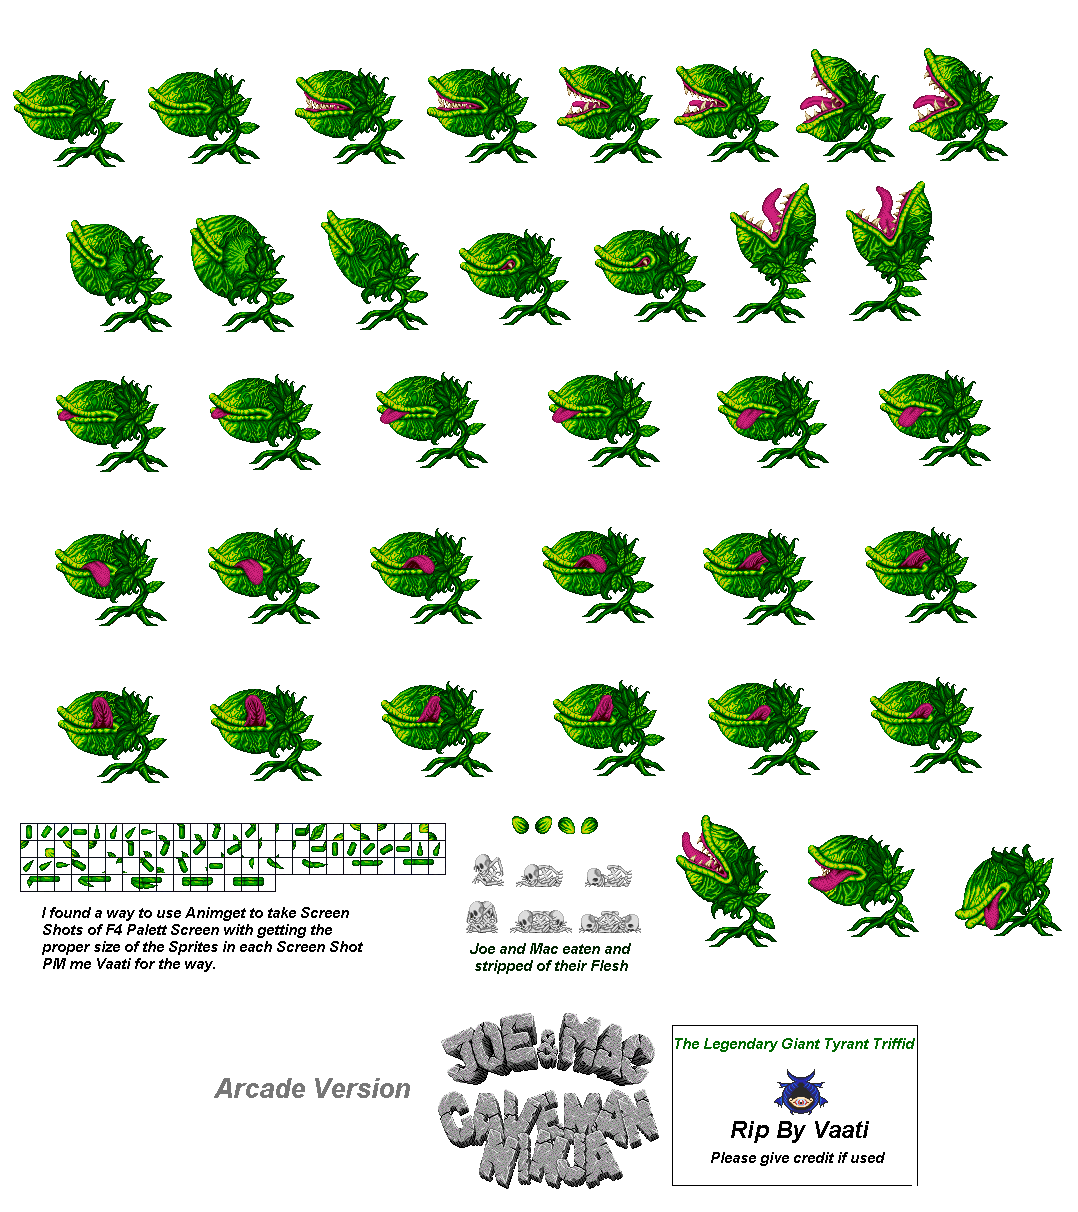 I found a way to use Animget to take Screen
Shots of F4 Palett Screen with getting the
proper size of the Sprites in each Screen Shot
PM me Vaati for the way.
Joe and Mac eaten and
stripped of their Flesh
Arcade Version
JOE & MAC
CAVEMAN
NINJA
The Legendary Giant Tyrant Triffid
Rip By Vaati
Please give credit if used